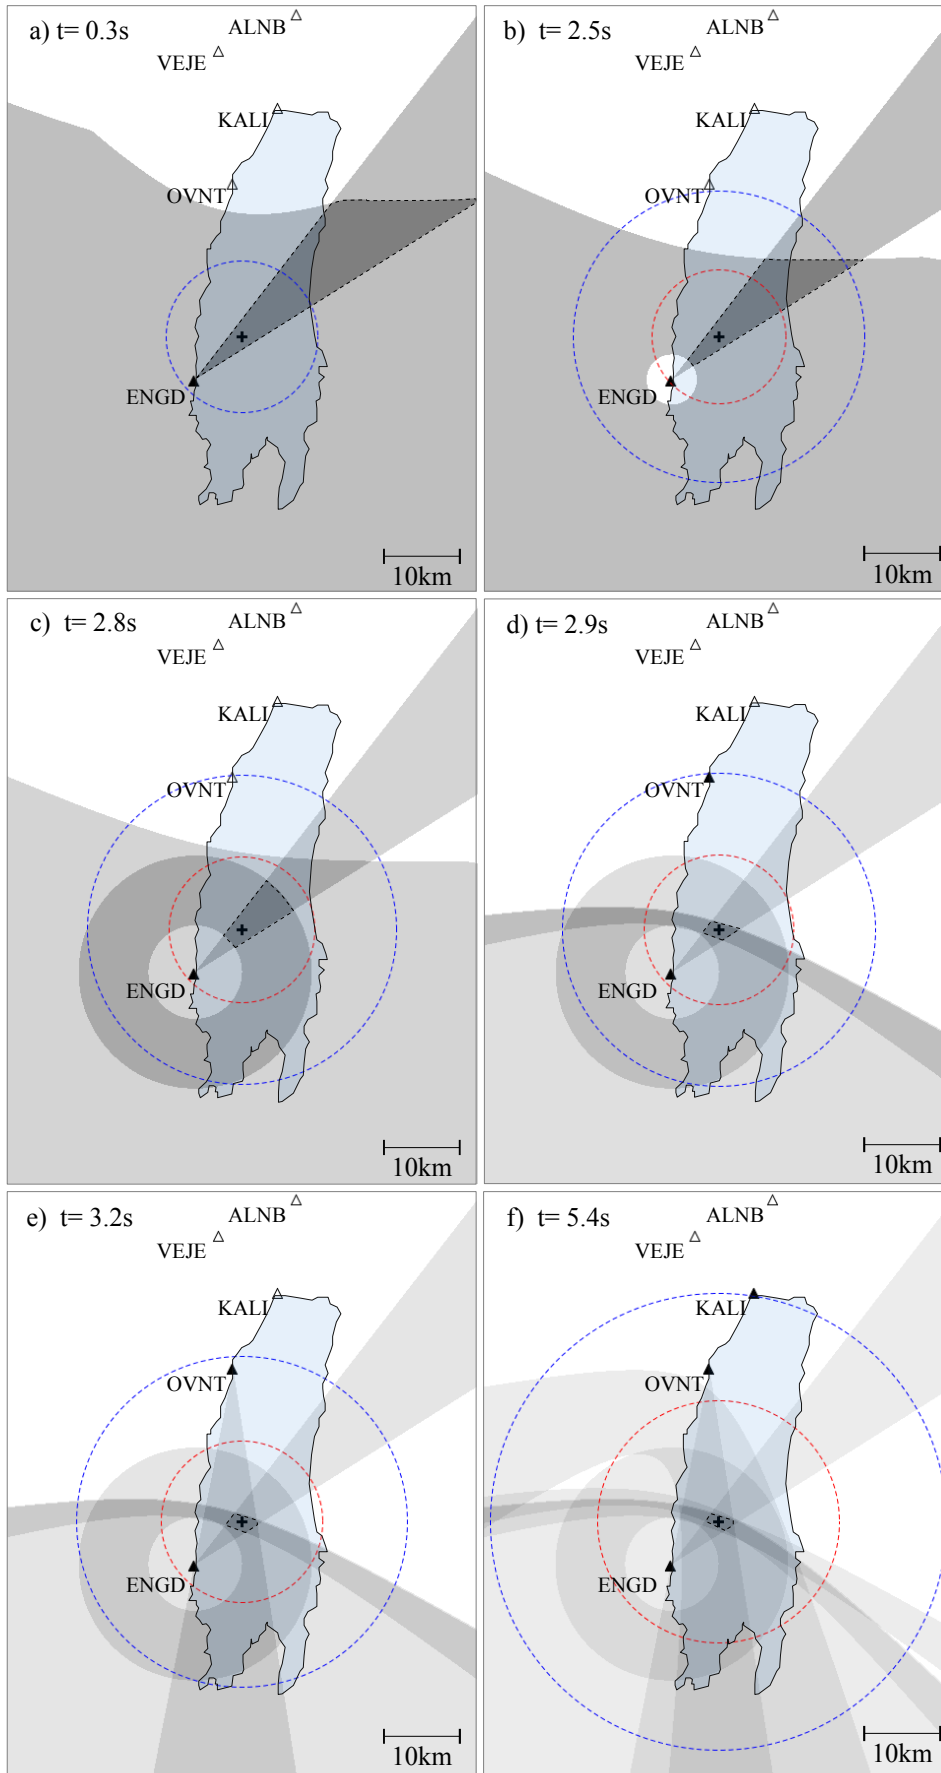 a) t= 0.3s
ALNB
VEJE
KALI
OVNT
ENGD
10km
b) t= 2.5s
ALNB
VEJE
KALI
OVNT
ENGD
10km
c) t= 2.8s
ALNB
VEJE
KALI
OVNT
ENGD
10km
d) t= 2.9s
ALNB
VEJE
KALI
OVNT
ENGD
10km
e) t= 3.2s
ALNB
VEJE
KALI
OVNT
ENGD
10km
f) t= 5.4s
ALNB
VEJE
KALI
OVNT
ENGD
10km